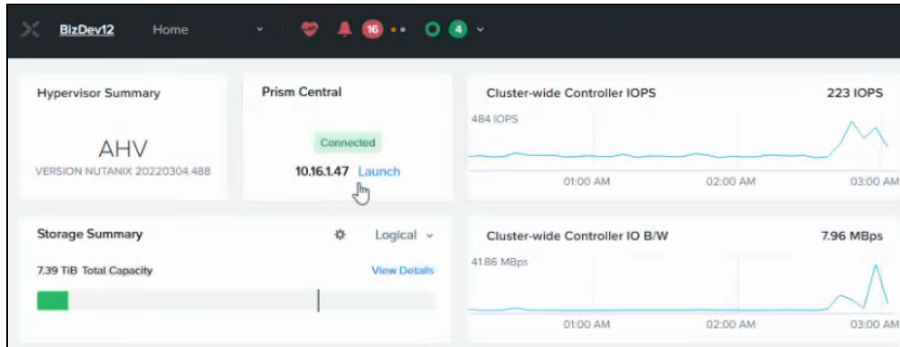 BizDev12 Home 16 4
Hypervisor Summary
AHV
VERSION NUTANIX 20220304.488
Prism Central
Connected
10.16.1.47 Launch
Cluster-wide Controller IOPS 223 IOPS
484 IOPS
01:00 AM 02:00 AM 03:00 AM
Storage Summary Logical
7.39 TiB Total Capacity View Details
Cluster-wide Controller IO B/W 7.96 MBps
41.86 MBps
01:00 AM 02:00 AM 03:00 AM